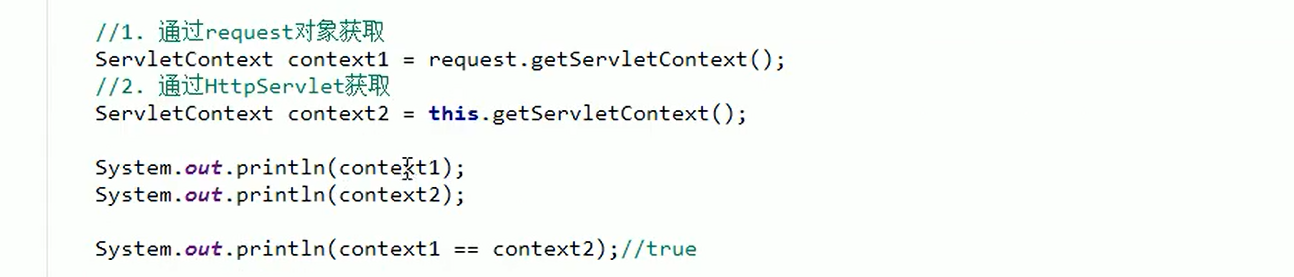 //1. 通过request对象获取
ServletContext context1 = request.getServletContext();
//2. 通过HttpServlet获取
ServletContext context2 = this.getServletContext();
System.out.println(context1);
System.out.println(context2);
System.out.println(context1 == context2);//true